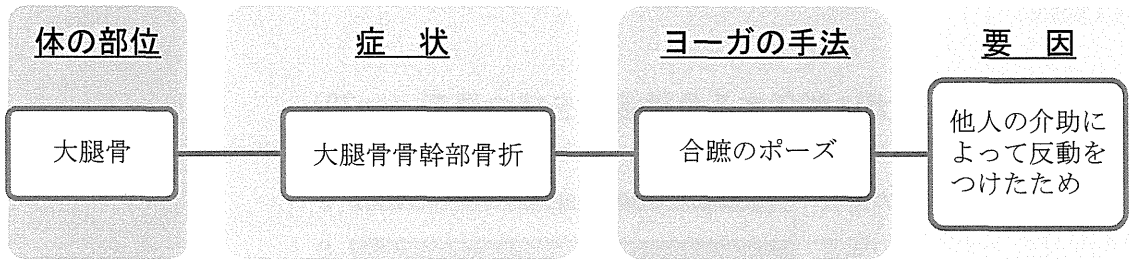 体の部位
症 状
ヨーガの手法
要 因
大腿骨
大腿骨骨幹部骨折
合蹠のポーズ
他人の介助に
よって反動を
つけたため